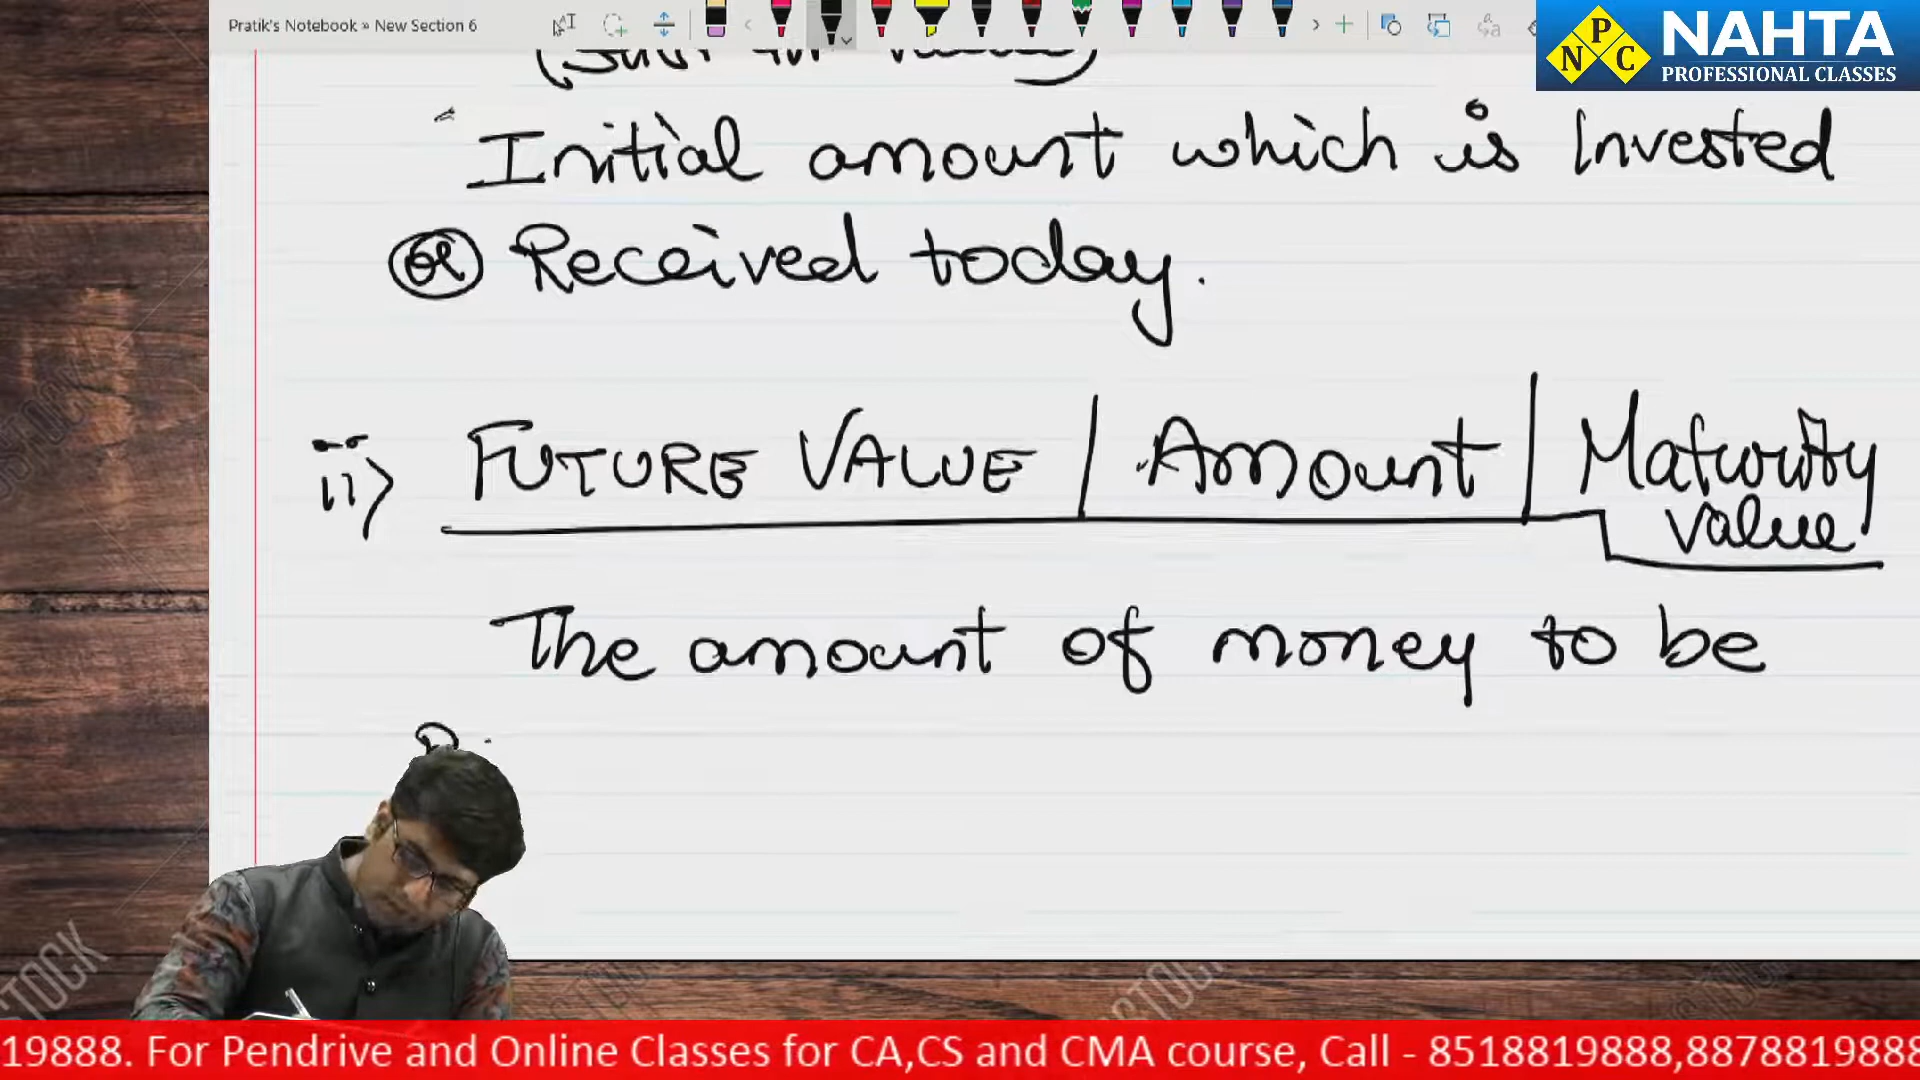 Pratik's Notebook » New Section 6
NPC
NAHTA
PROFESSIONAL CLASSES
Initial amount which is Invested
OR Received today.
ii) FUTURE VALUE | Amount | Maturity
Value
The amount of money to be
STOCK
19888. For Pendrive and Online Classes for CA,CS and CMA course, Call - 8518819888,8878819888